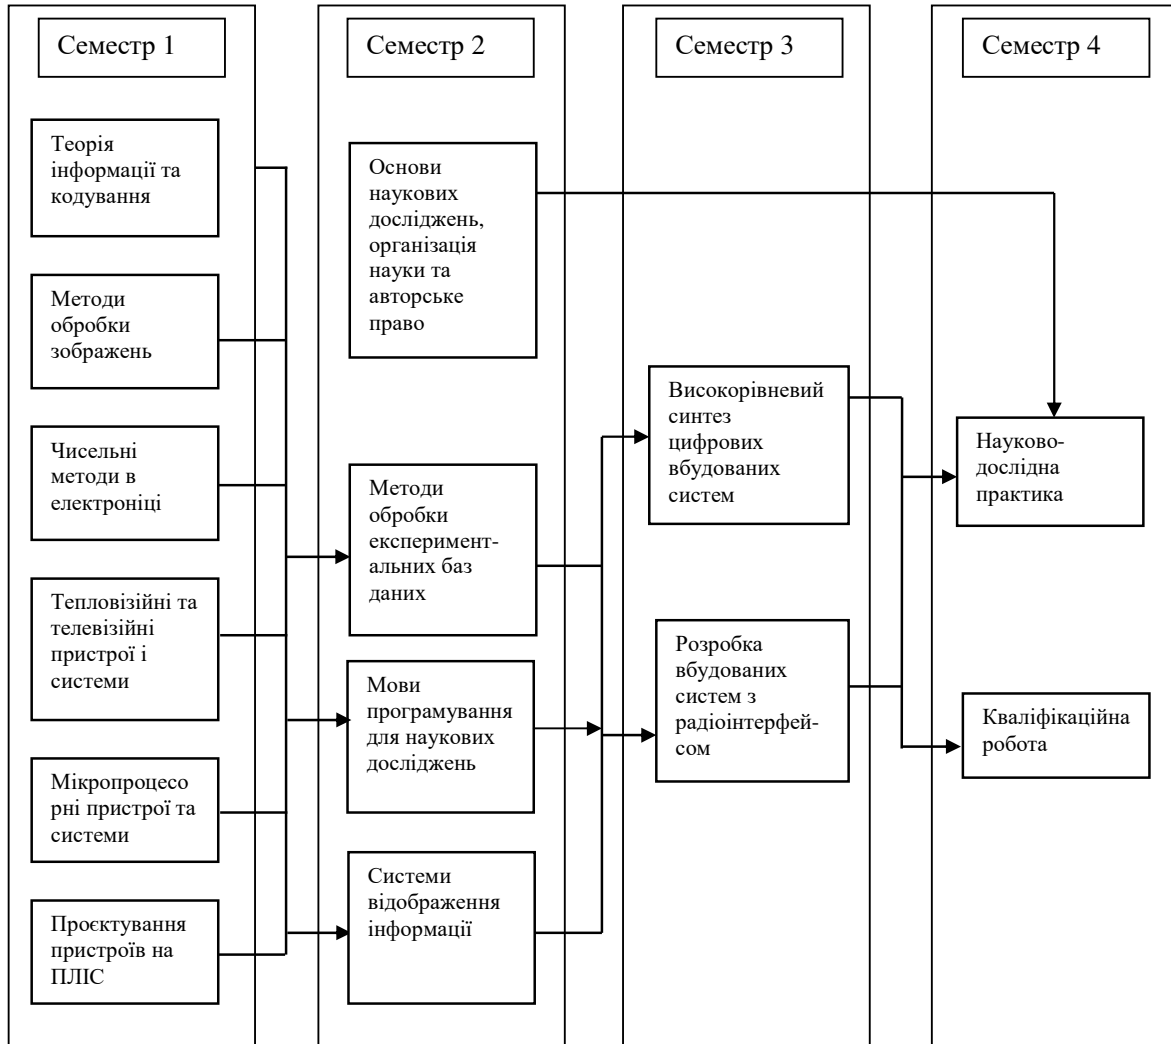 Семестр 1
Теорія
інформації та
кодування
Методи
обробки
зображень
Чисельні
методи в
електроніці
Тепловізійні та
телевізійні
пристрої і
системи
Мікропроцесо
рні пристрої та
системи
Проєктування
пристроїв на
ПЛІС
Семестр 2
Основи
наукових
досліджень,
організація
науки та
авторське
право
Методи
обробки
експеримент-
альних баз
даних
Мови
програмування
для наукових
досліджень
Системи
відображення
інформації
Семестр 3
Високорівневий
синтез
цифрових
вбудованих
систем
Розробка
вбудованих
систем з
радіоінтерфей-
сом
Семестр 4
Науково-
дослідна
практика
Кваліфікаційна
робота